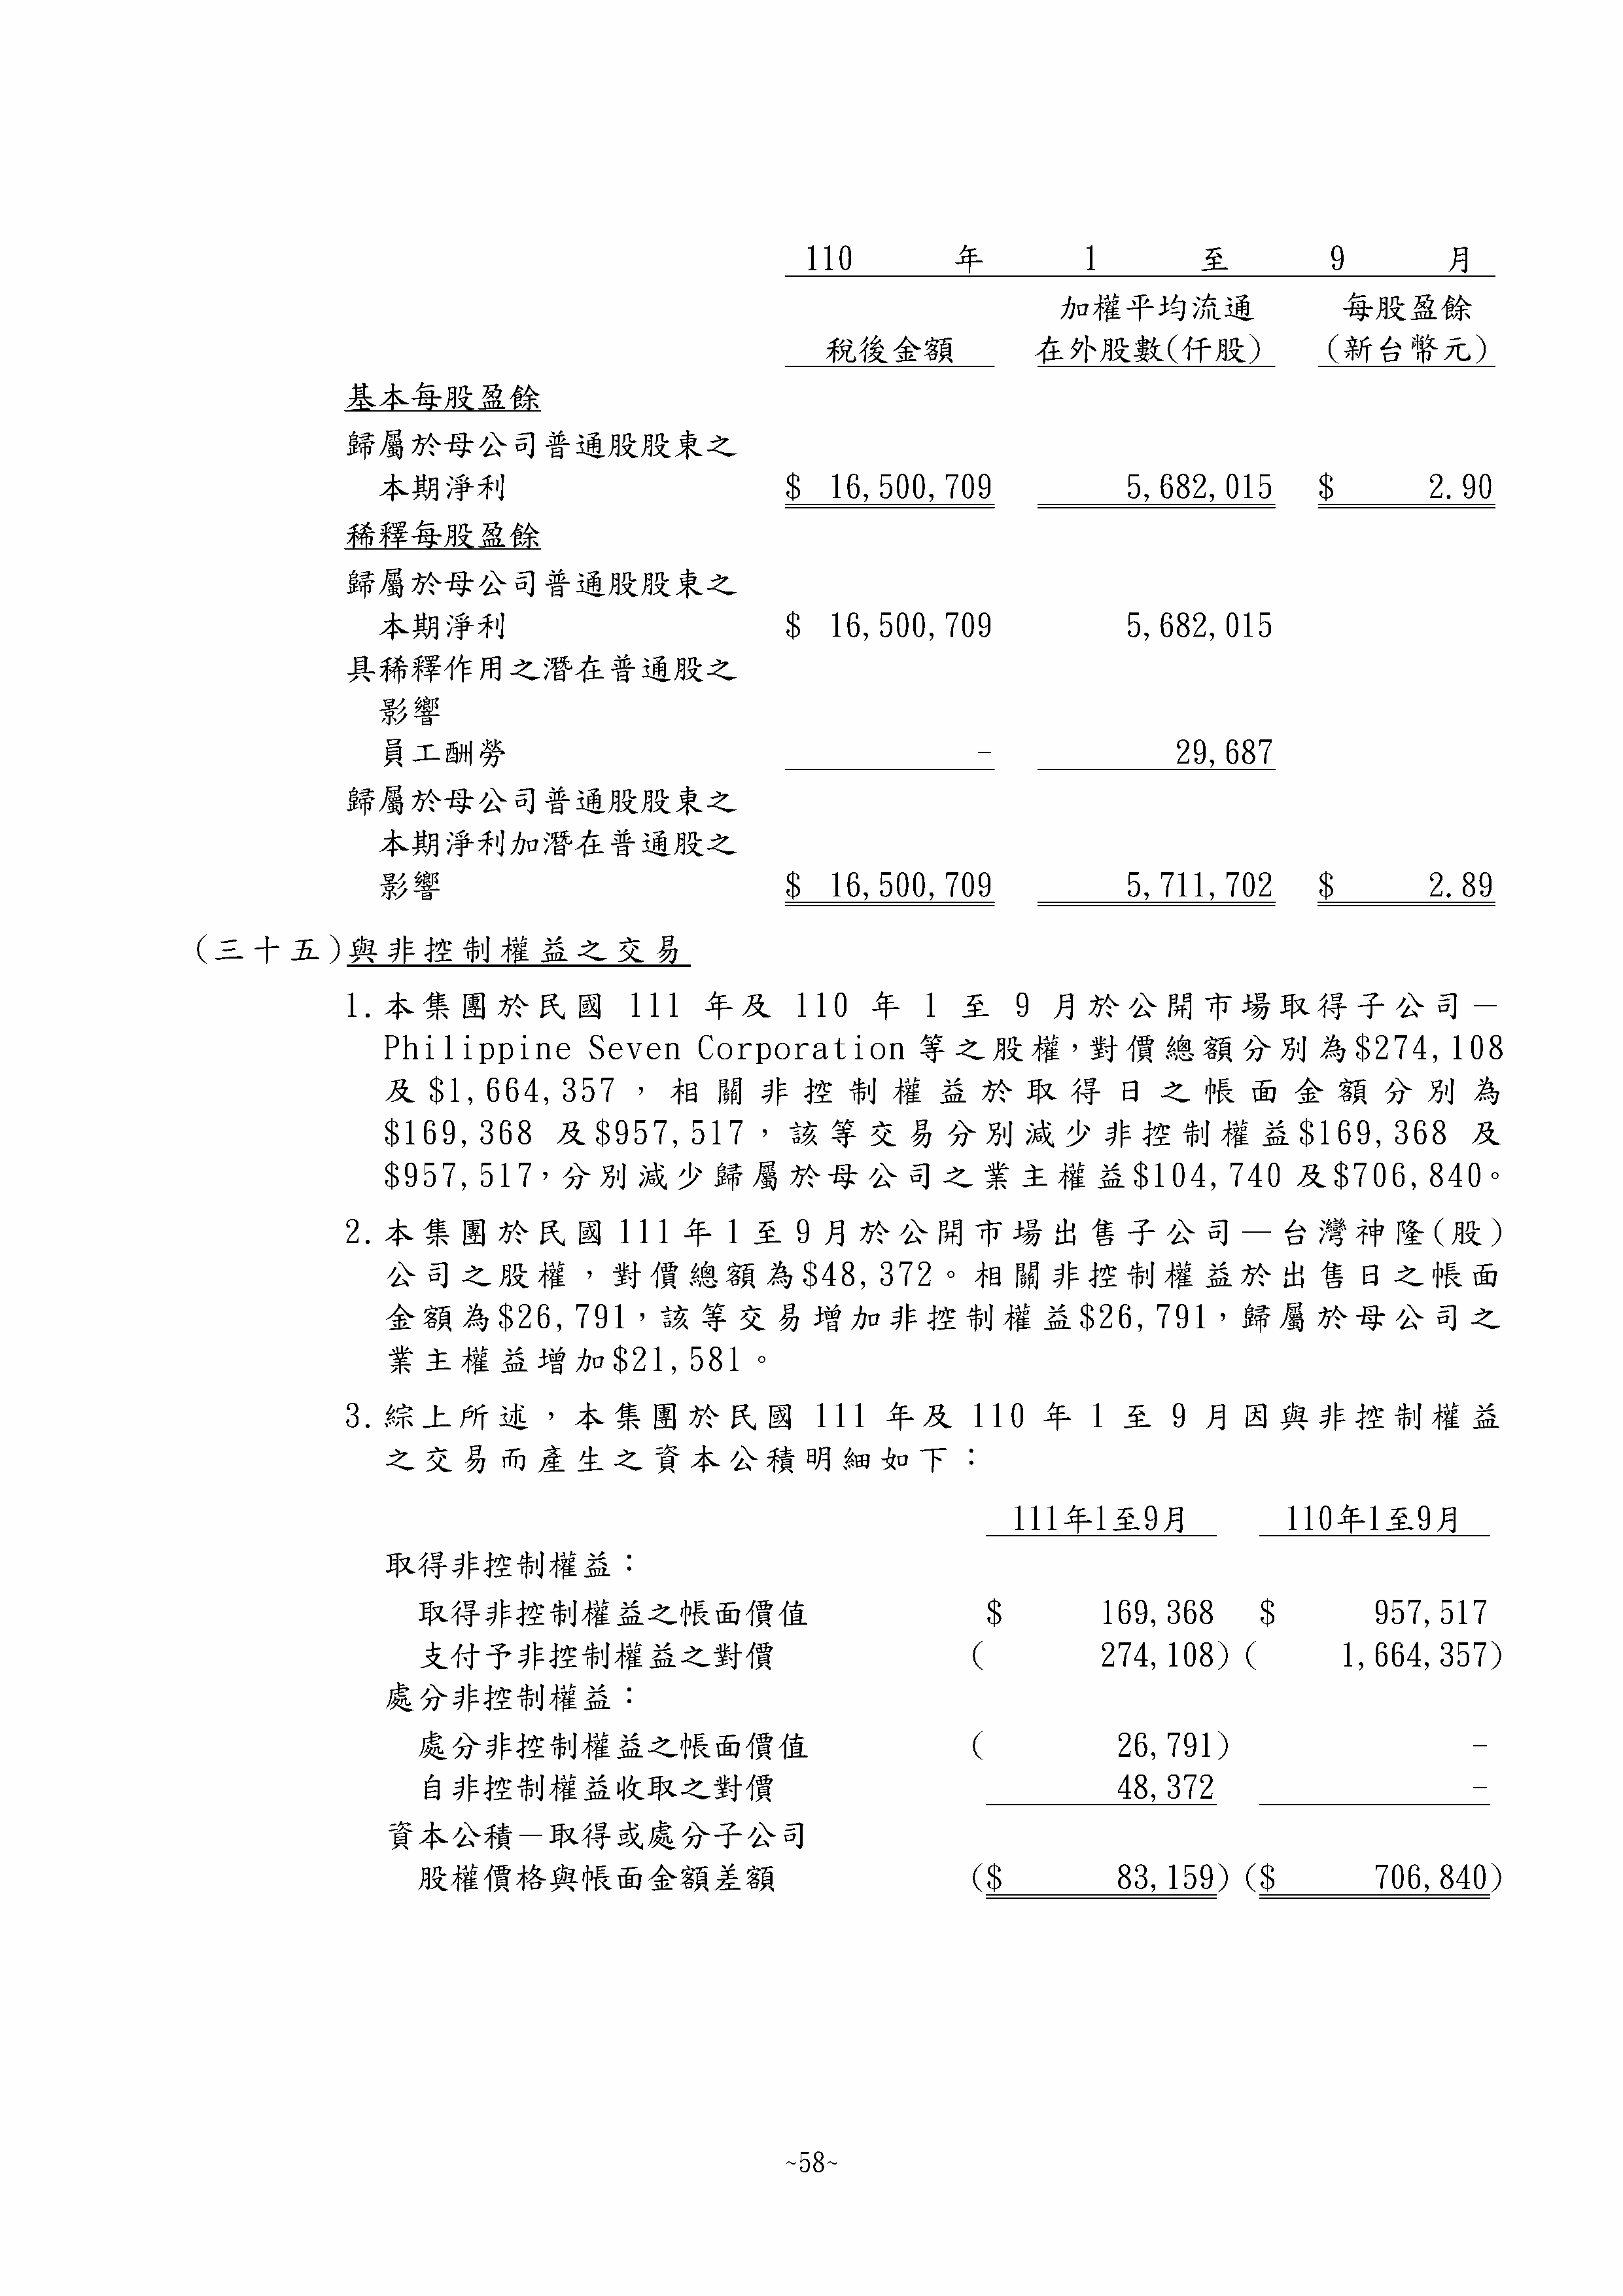 110 年 1 至 9 月
加權平均流通 每股盈餘
稅後金額 在外股數(仟股) (新台幣元)
基本每股盈餘
歸屬於母公司普通股股東之
本期淨利 $ 16,500,709 5,682,015 $ 2.90
稀釋每股盈餘
歸屬於母公司普通股股東之
本期淨利 $ 16,500,709 5,682,015
具稀釋作用之潛在普通股之
影響
員工酬勞 - 29,687
歸屬於母公司普通股股東之
本期淨利加潛在普通股之
影響 $ 16,500,709 5,711,702 $ 2.89
(三十五)與非控制權益之交易
1.本集團於民國 111 年及 110 年 1 至 9 月於公開市場取得子公司－
Philippine Seven Corporation 等之股權，對價總額分別為$274,108
及 $1,664,357，相關非控制權益於取得日之帳面金額分別為
$169,368 及$957,517，該等交易分別減少非控制權益$169,368 及
$957,517，分別減少歸屬於母公司之業主權益$104,740 及$706,840。
2.本集團於民國 111 年 1 至 9 月於公開市場出售子公司—台灣神隆(股)
公司之股權，對價總額為$48,372。相關非控制權益於出售日之帳面
金額為$26,791，該等交易增加非控制權益$26,791，歸屬於母公司之
業主權益增加$21,581。
3.綜上所述，本集團於民國 111 年及 110 年 1 至 9 月因與非控制權益
之交易而產生之資本公積明細如下：
111年1至9月 110年1至9月
取得非控制權益：
取得非控制權益之帳面價值 $ 169,368 $ 957,517
支付予非控制權益之對價 ( 274,108) ( 1,664,357)
處分非控制權益：
處分非控制權益之帳面價值 ( 26,791) -
自非控制權益收取之對價 48,372 -
資本公積－取得或處分子公司
股權價格與帳面金額差額 ($ 83,159) ($ 706,840)
~58~